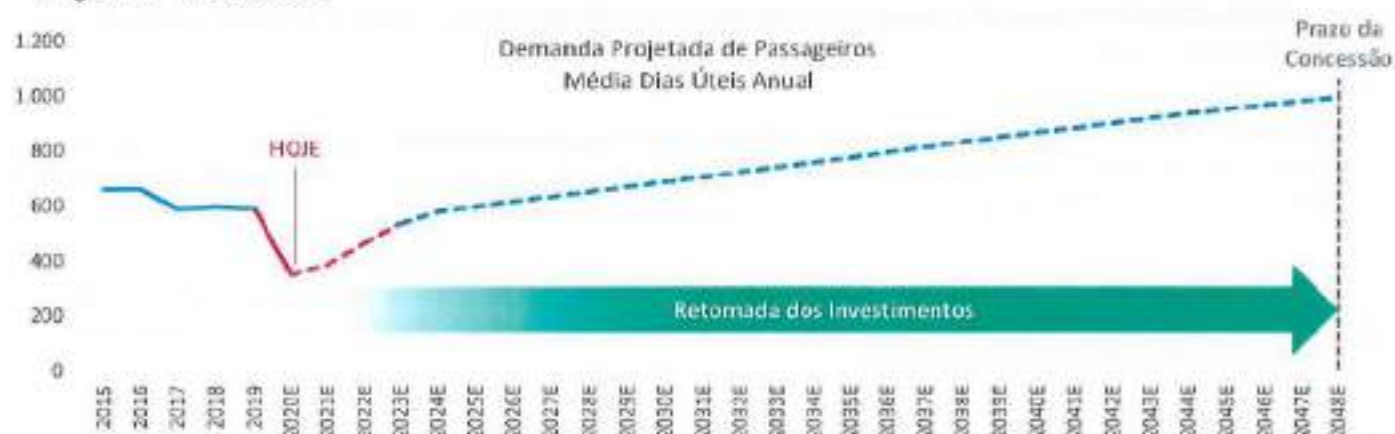 1.200
Demanda Projetada de Passageiros
Média Dias Úteis Anual
Prazo da
Concessão
1.000
800
HOJE
600
400
200
Retomada dos Investimentos
0
2015
2016
2017
2018
2019
2020E
2021E
2022E
2023E
2024E
2025E
2026E
2027E
2028E
2029E
2030E
2031E
2032E
2033E
2034E
2035E
2036E
2037E
2038E
2039E
2040E
2041E
2042E
2043E
2044E
2045E
2046E
2047E
2048E